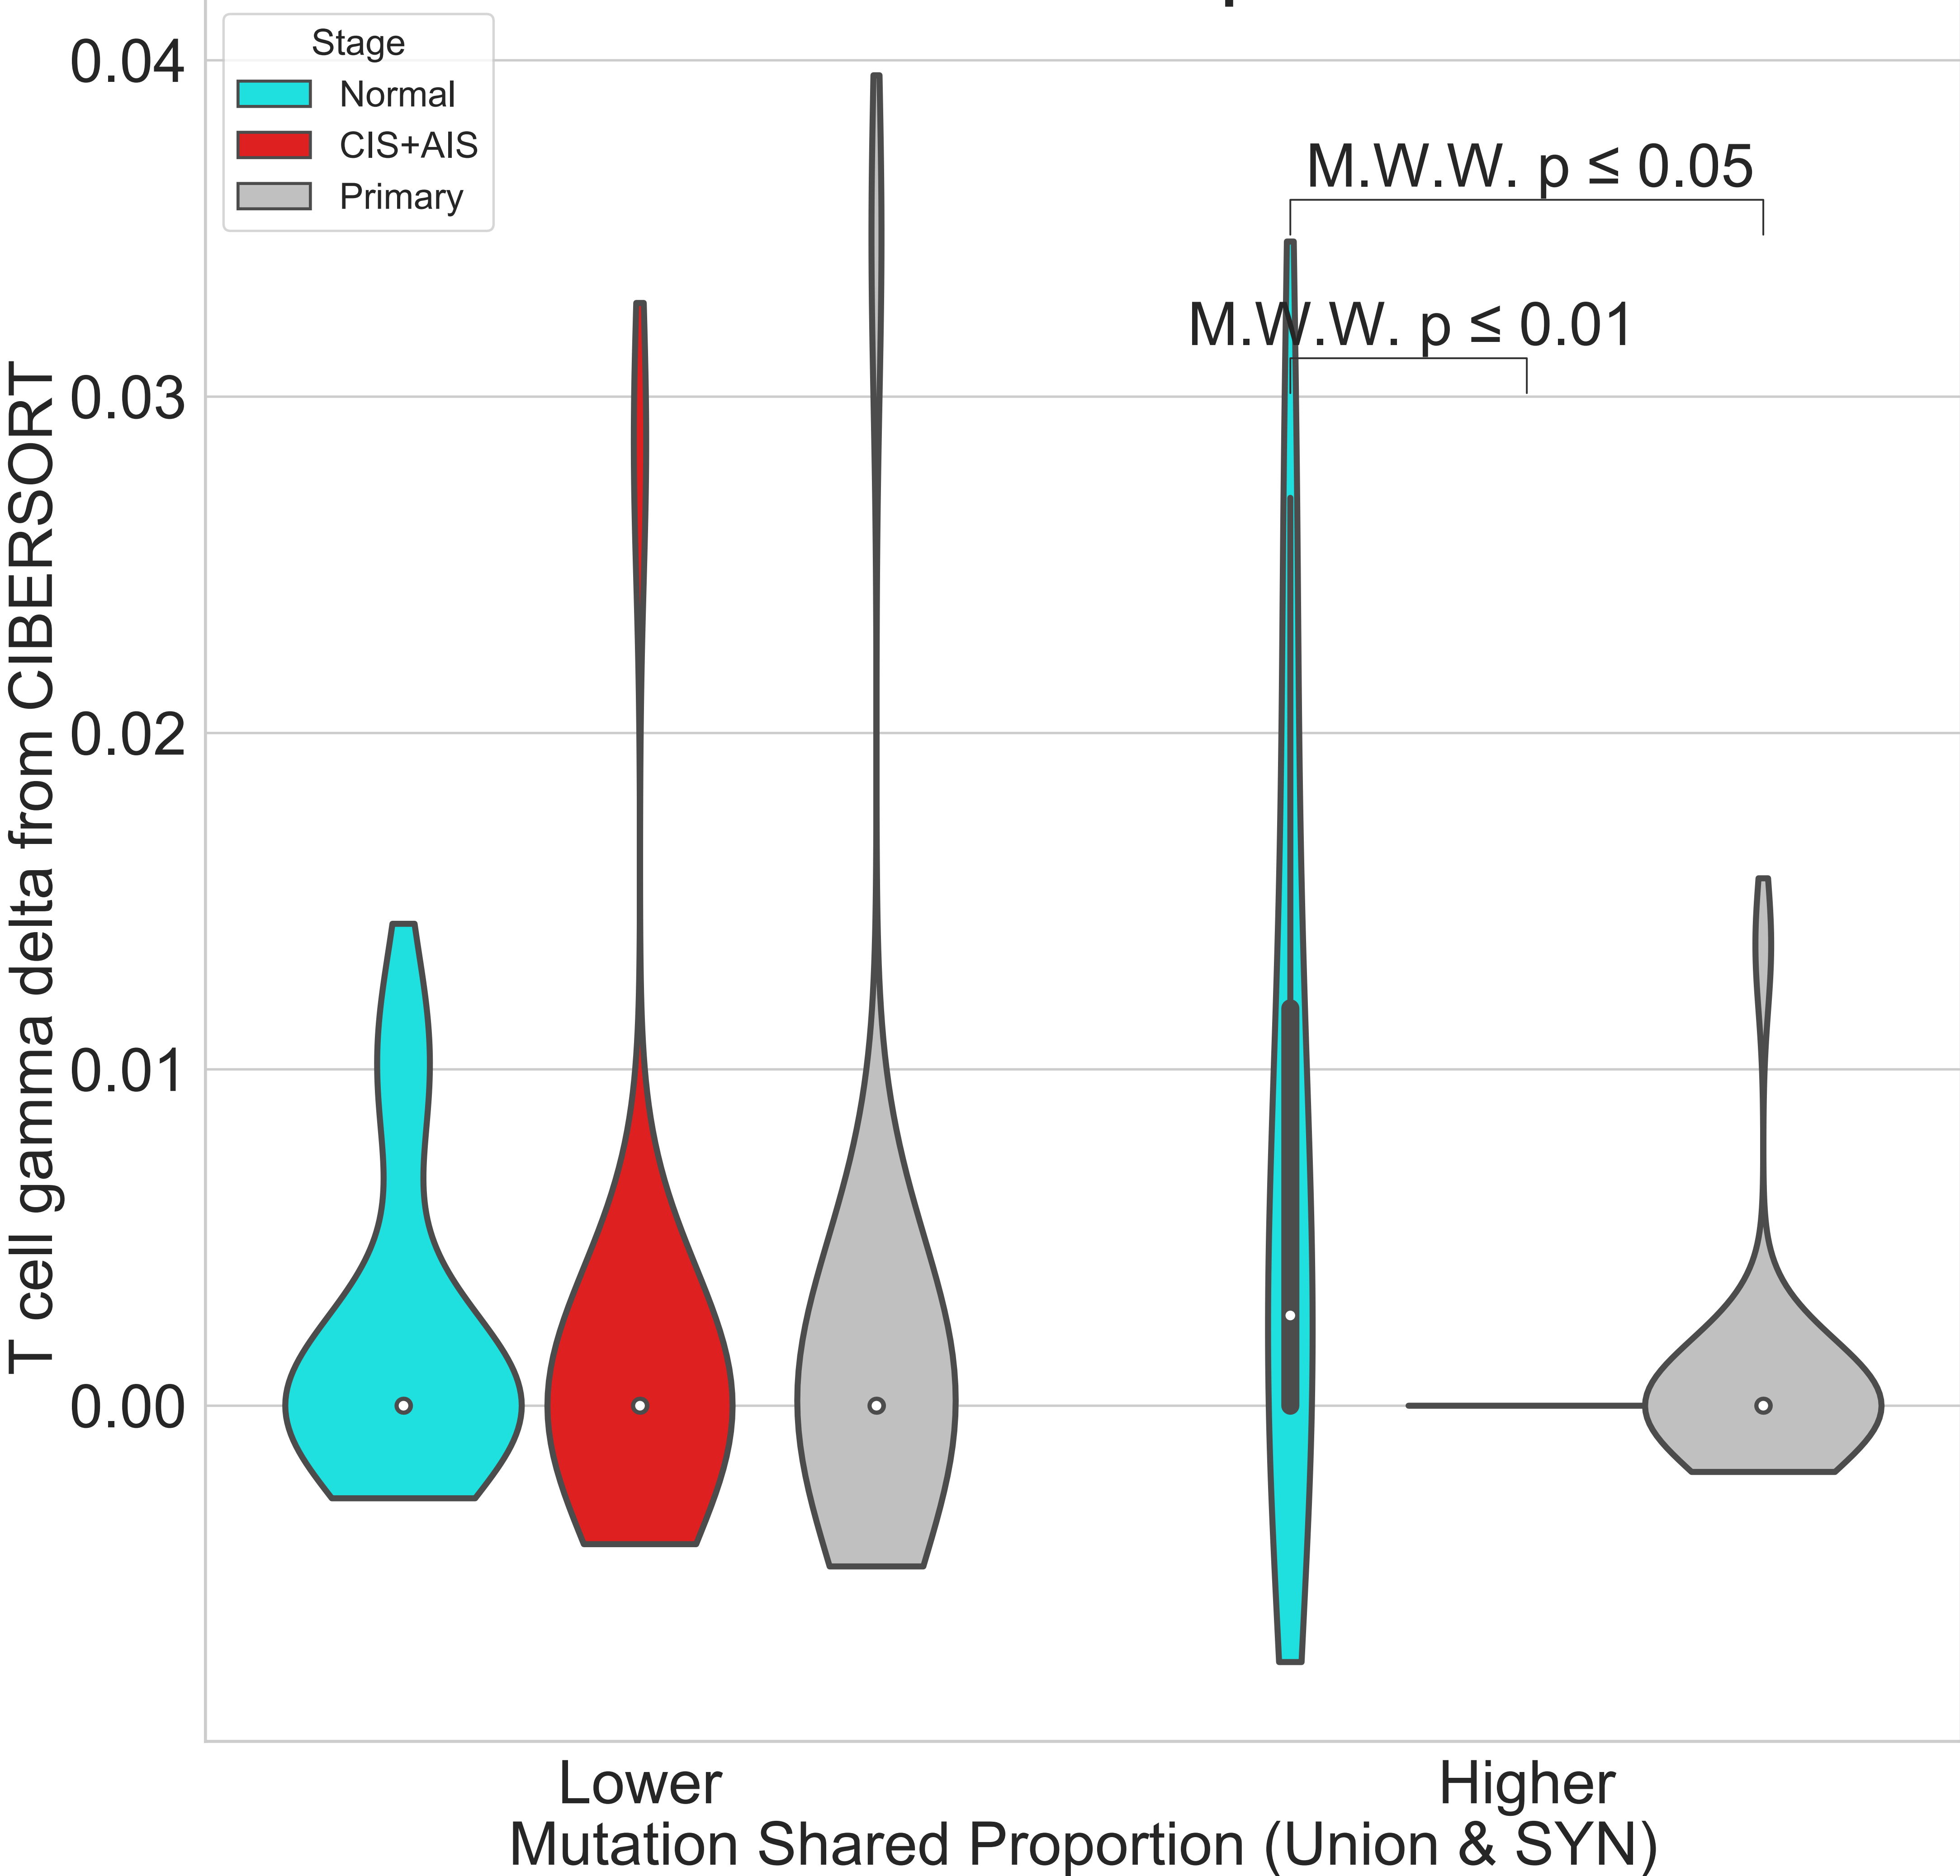 Stage
Normal
CIS+AIS
Primary
0.04
0.03
0.02
0.01
0.00
T cell gamma delta from CIBERSORT
M.W.W. p ≤ 0.05
M.W.W. p ≤ 0.01
Lower
Higher
Mutation Shared Proportion (Union & SYN)